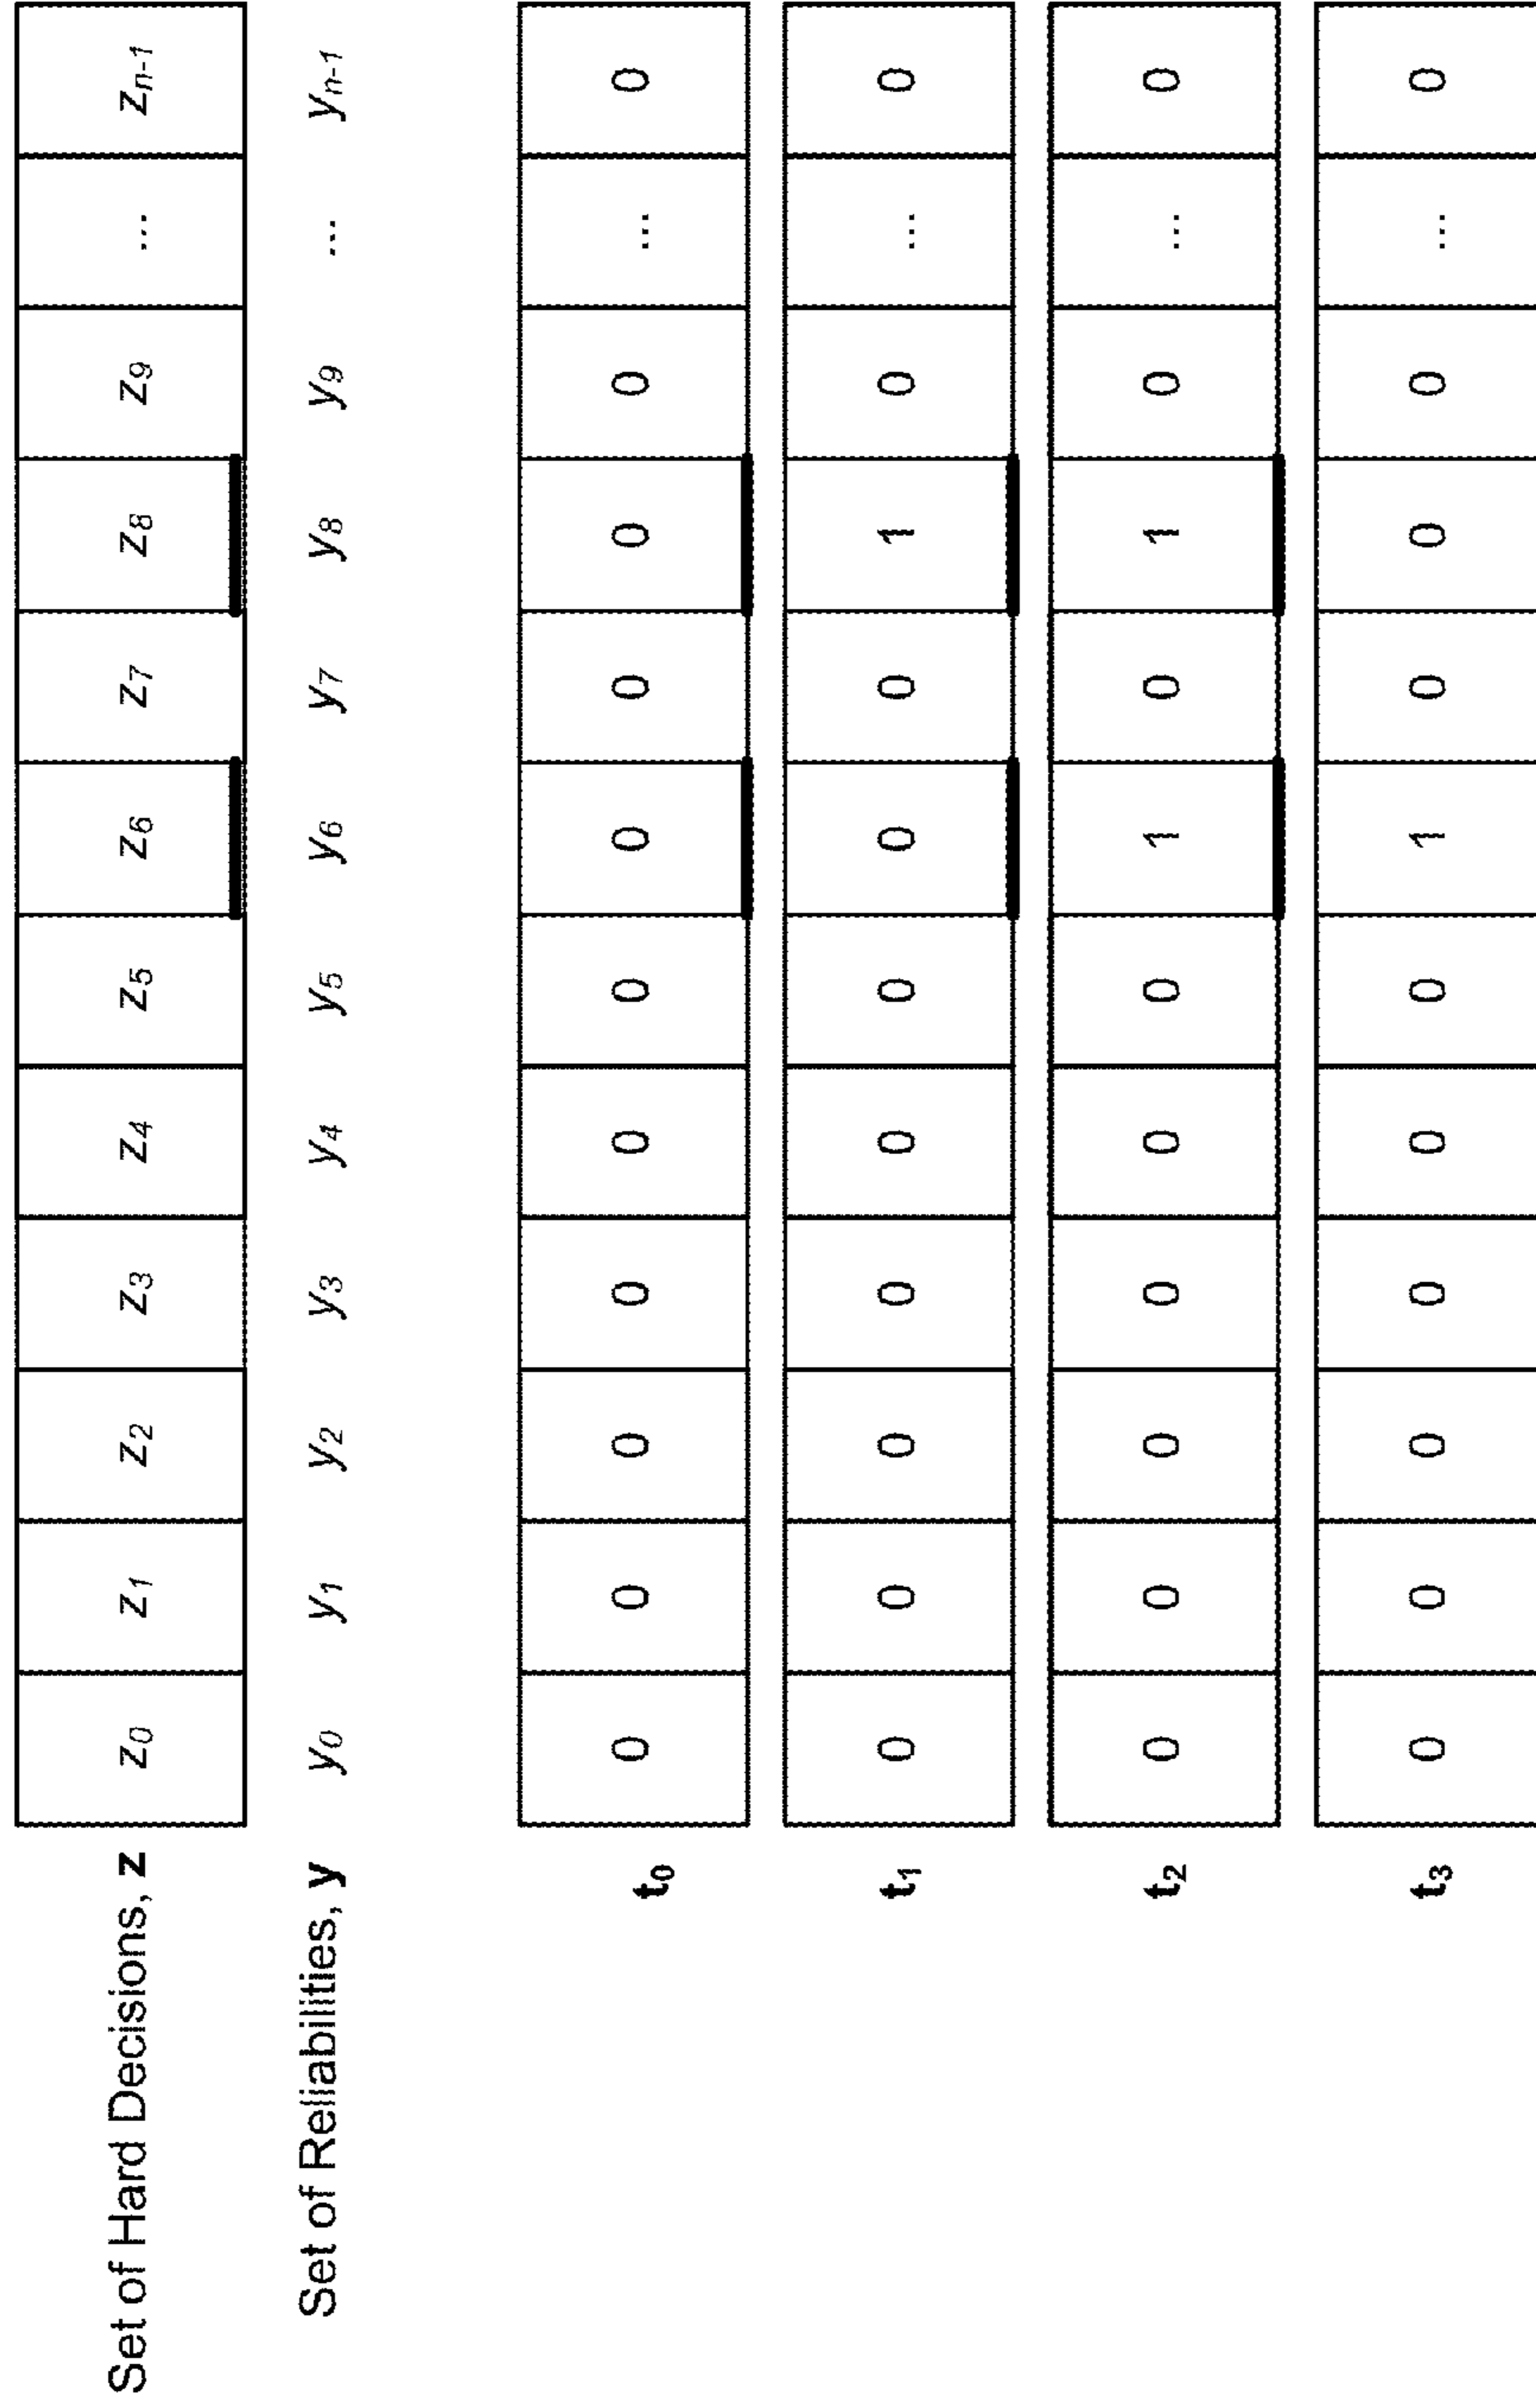 Set of Hard Decisions, z z0 z1 z2 z3 z4 z5 z6 z7 z8 z9 ... zn-1
Set of Reliabilities, y y0 y1 y2 y3 y4 y5 y6 y7 y8 y9 ... yn-1
t0 0 0 0 0 0 0 0 0 0 0 ... 0
t1 0 0 0 0 0 0 0 0 1 0 ... 0
t2 0 0 0 0 0 0 1 0 1 0 ... 0
t3 0 0 0 0 0 0 1 0 0 0 ... 0